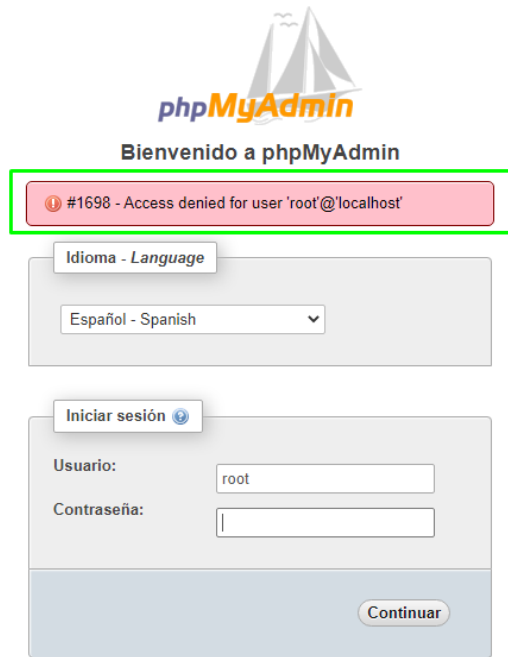 phpMyAdmin
Bienvenido a phpMyAdmin
#1698 - Access denied for user 'root'@'localhost'
Idioma - Language
Español - Spanish
Iniciar sesión
Usuario:
root
Contraseña:
Continuar